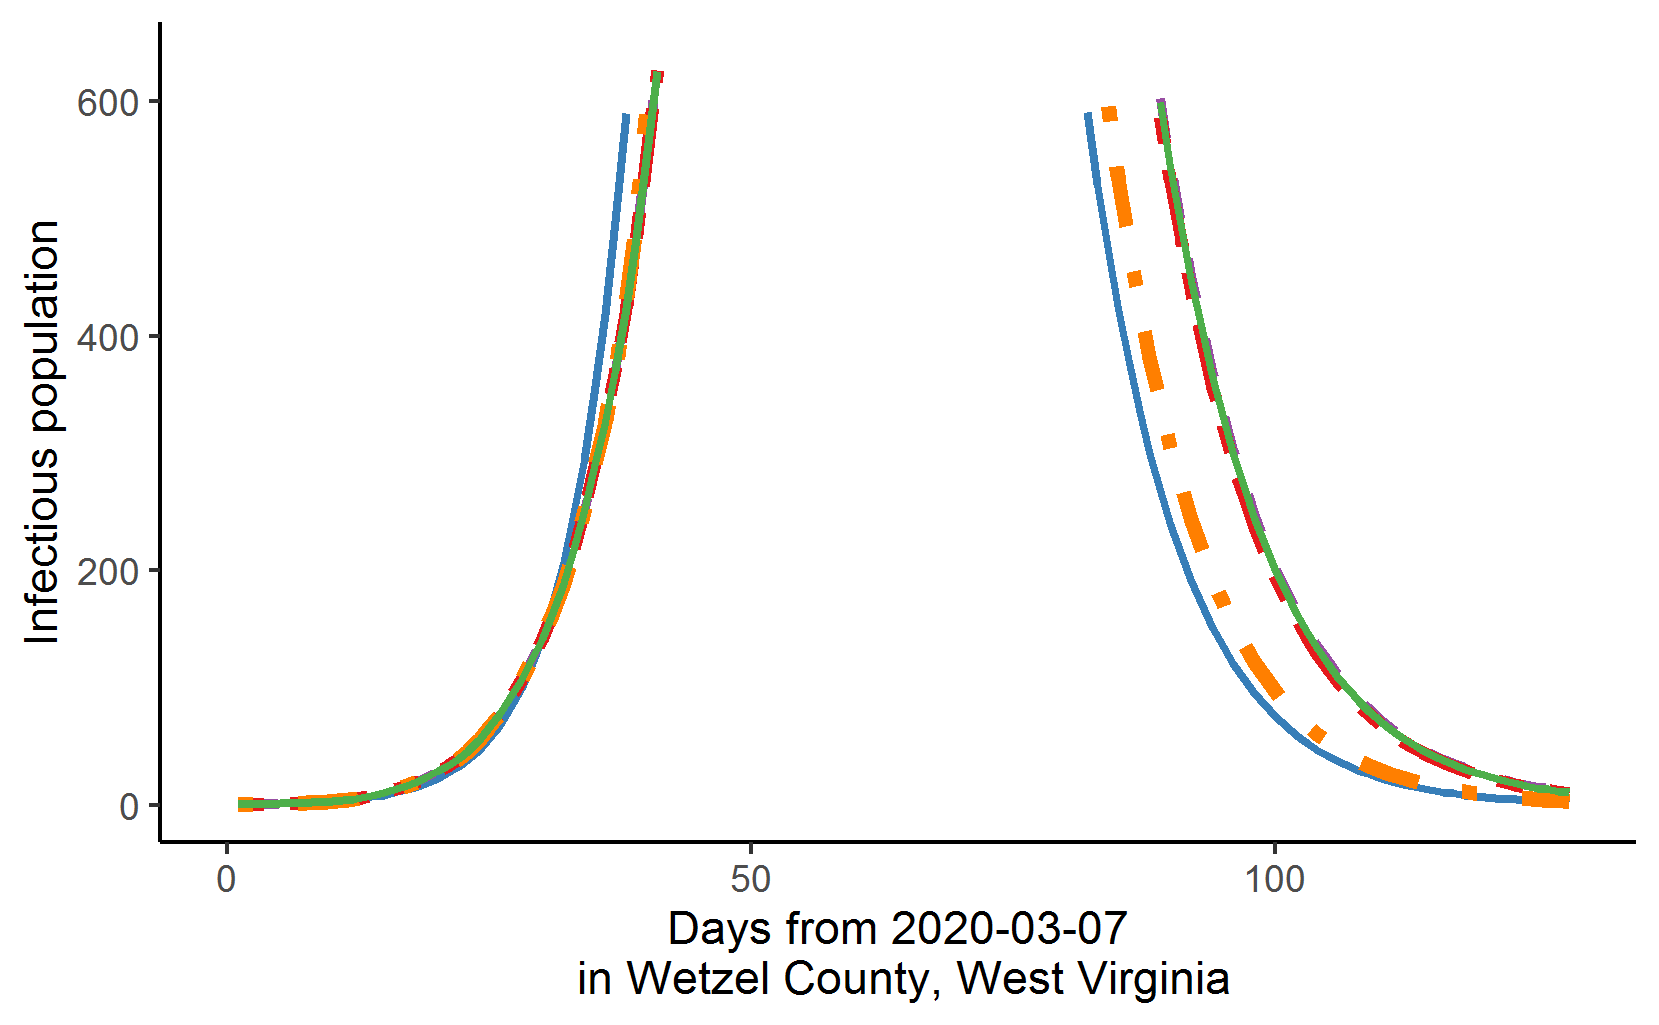 Infectious population
600
400
200
0
0 50 100
Days from 2020-03-07
in Wetzel County, West Virginia